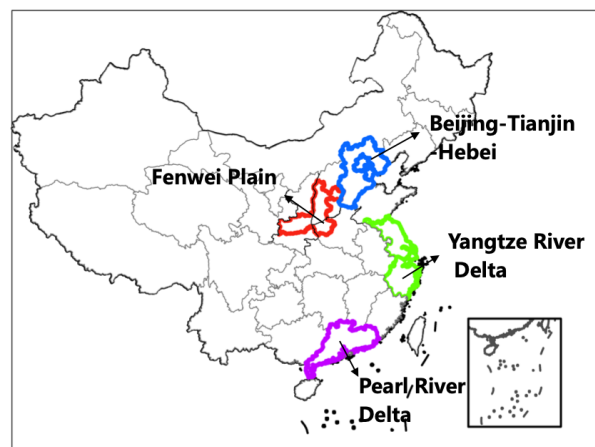 Beijing-Tianjin
-Hebei
Fenwei Plain
Yangtze River
Delta
Pearl River
Delta